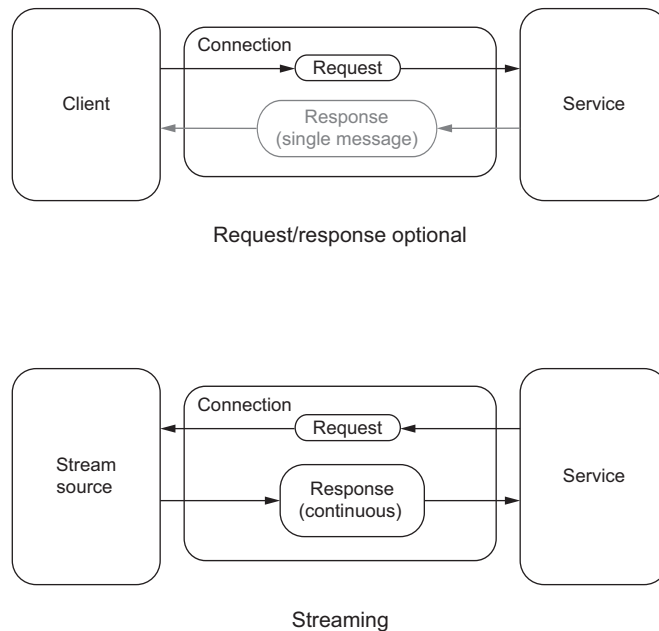 Connection
Request
Client
Response
(single message)
Service
Request/response optional
Connection
Request
Stream
source
Response
(continuous)
Service
Streaming